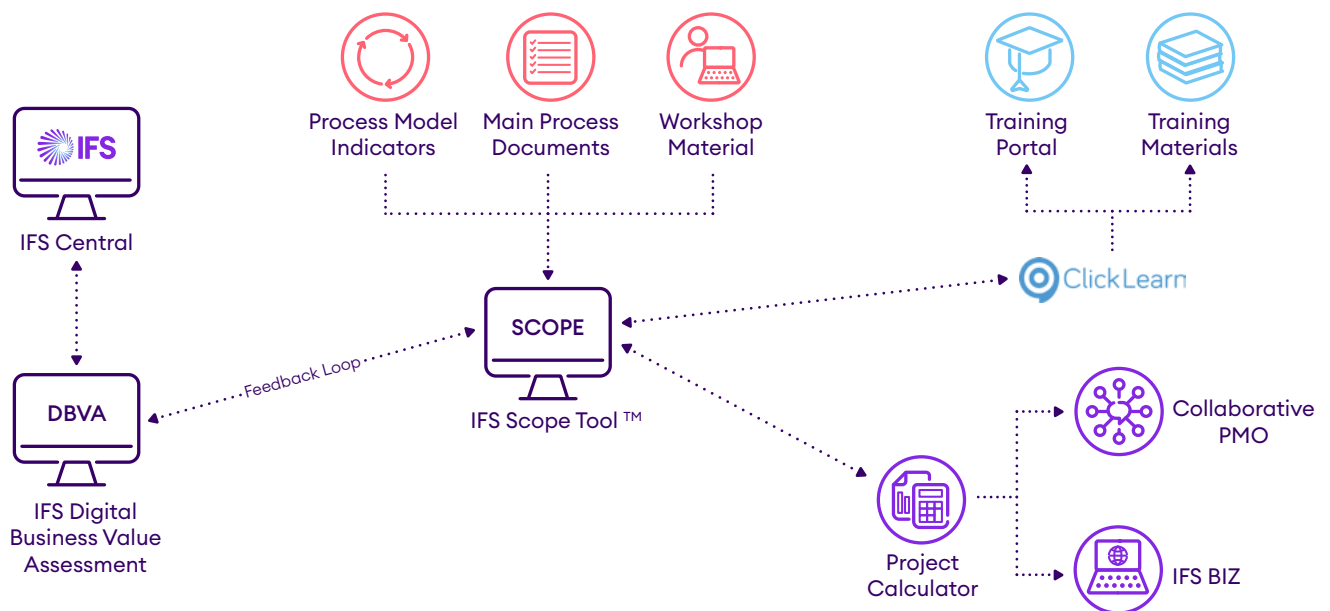 Process Model
Indicators
Main Process
Documents
Workshop
Material
Training
Portal
Training
Materials
IFS
IFS Central
ClickLearn
SCOPE
IFS Scope Tool ™
Feedback Loop
DBVA
IFS Digital
Business Value
Assessment
Collaborative
PMO
Project
Calculator
IFS BIZ